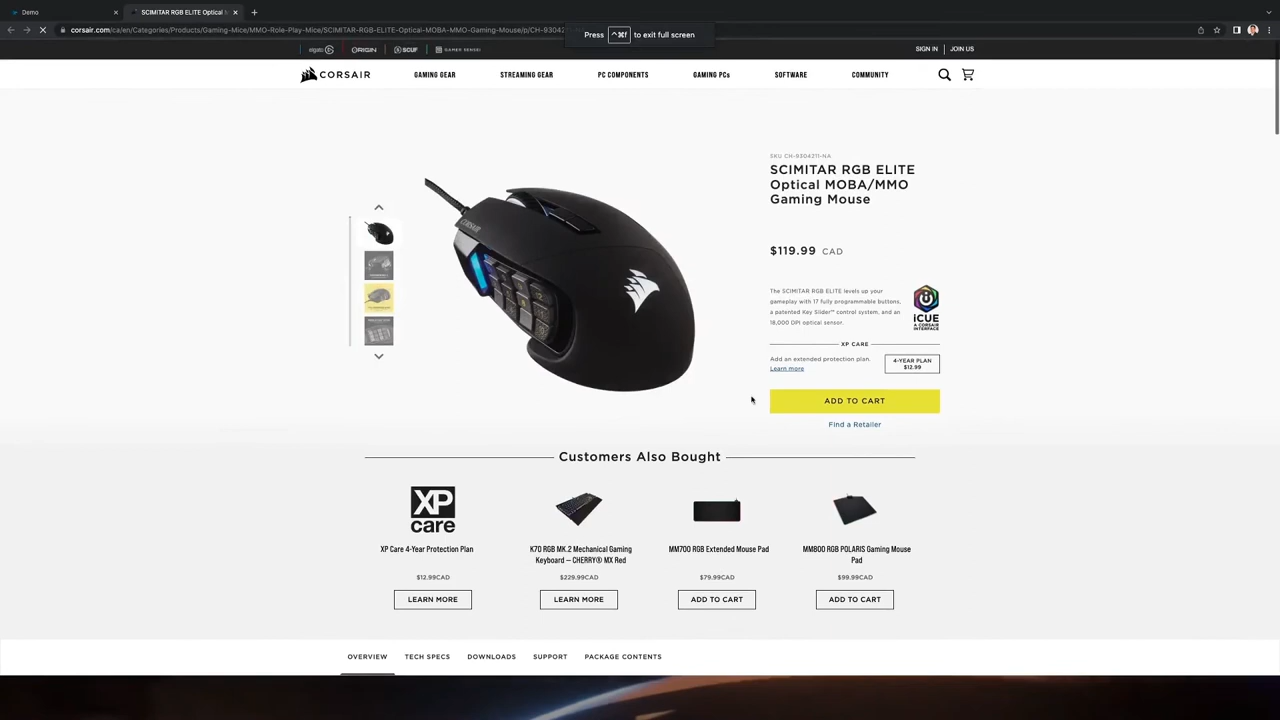 Demo
SCIMITAR RGB ELITE Optical M
corsair.com/ca/en/Categories/Products/Gaming-Mice/MMO-Role-Play-Mice/SCIMITAR-RGB-ELITE-Optical-MOBA-MMO-Gaming-Mouse/p/CH-93042
Press ^⌘f to exit full screen
elgato
ORIGIN
SCUF
GAMER SENSEI
SIGN IN
JOIN US
CORSAIR
GAMING GEAR
STREAMING GEAR
PC COMPONENTS
GAMING PCs
SOFTWARE
COMMUNITY
SKU CH-9304211-NA
SCIMITAR RGB ELITE
Optical MOBA/MMO
Gaming Mouse
$119.99 CAD
The SCIMITAR RGB ELITE levels up your
gameplay with 17 fully programmable buttons,
a patented Key Slider™ control system, and an
18,000 DPI optical sensor.
iCUE
A CORSAIR
INTERFACE
XP CARE
Add an extended protection plan.
Learn more
4-YEAR PLAN
$12.99
ADD TO CART
Find a Retailer
CORSAIR
Customers Also Bought
XP
care
XP Care 4-Year Protection Plan
$12.99CAD
LEARN MORE
K70 RGB MK.2 Mechanical Gaming
Keyboard – CHERRY® MX Red
$229.99CAD
LEARN MORE
MM700 RGB Extended Mouse Pad
$79.99CAD
ADD TO CART
MM800 RGB POLARIS Gaming Mouse
Pad
$99.99CAD
ADD TO CART
OVERVIEW
TECH SPECS
DOWNLOADS
SUPPORT
PACKAGE CONTENTS